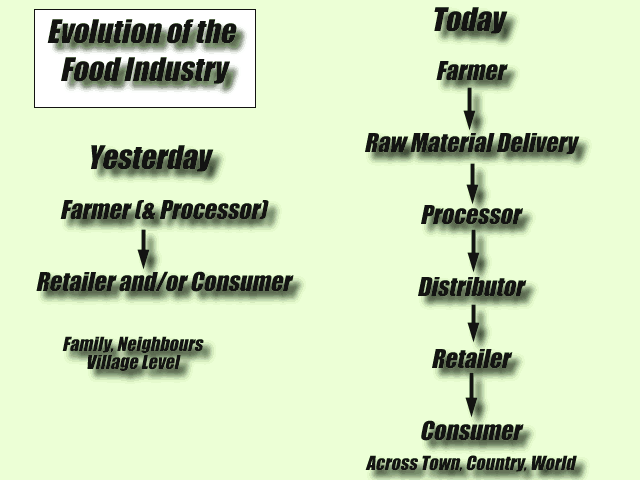 Evolution of the
Food Industry
Yesterday
Farmer (& Processor)
Retailer and/or Consumer
Family, Neighbours
Village Level
Today
Farmer
Raw Material Delivery
Processor
Distributor
Retailer
Consumer
Across Town, Country, World